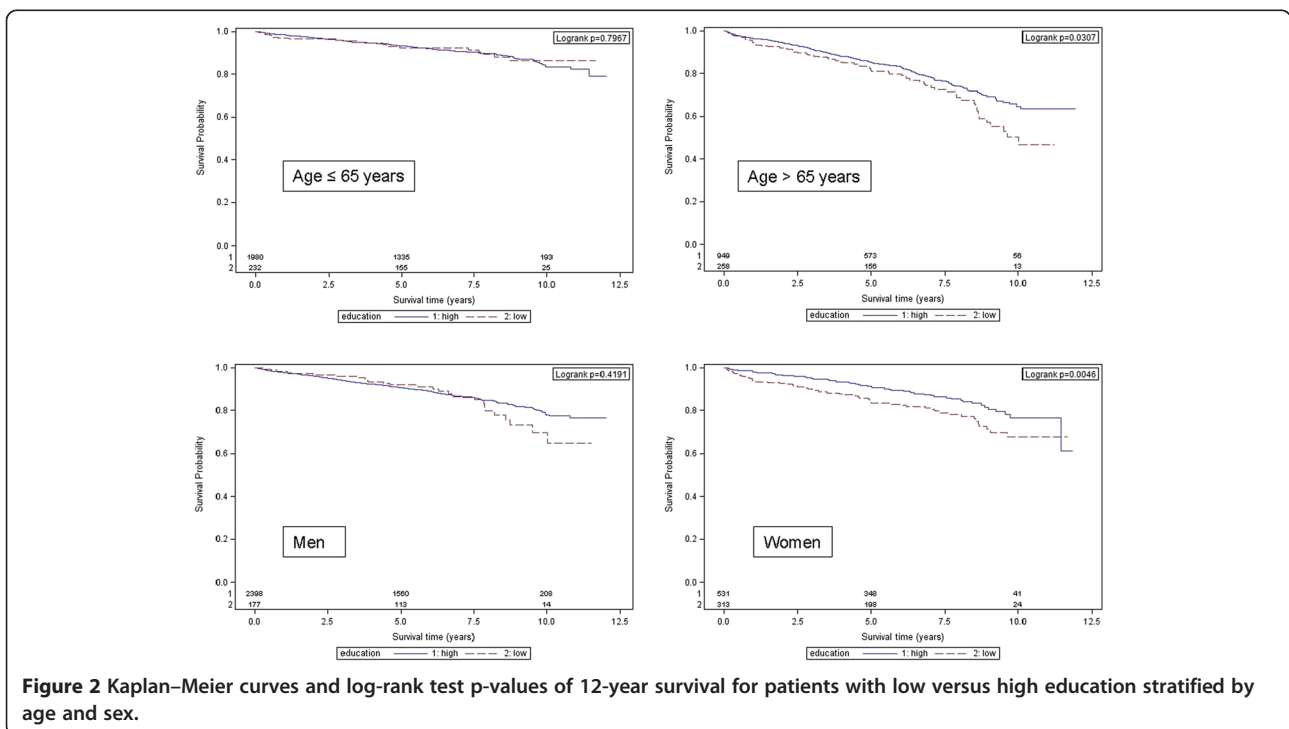 1.0
Logrank p=0.7967
0.8
0.6
Survival Probability
0.4
Age ≤ 65 years
0.2
0.0
1 1980 1335 193
2 232 155 25
0.0 2.5 5.0 7.5 10.0 12.5
Survival time (years)
education 1: high 2: low
1.0
Logrank p=0.0307
0.8
0.6
Survival Probability
0.4
Age > 65 years
0.2
0.0
1 949 573 56
2 258 156 13
0.0 2.5 5.0 7.5 10.0 12.5
Survival time (years)
education 1: high 2: low
1.0
Logrank p=0.4191
0.8
0.6
Survival Probability
0.4
Men
0.2
0.0
1 2398 1560 208
2 177 113 14
0.0 2.5 5.0 7.5 10.0 12.5
Survival time (years)
education 1: high 2: low
1.0
Logrank p=0.0046
0.8
0.6
Survival Probability
0.4
Women
0.2
0.0
1 531 348 41
2 313 198 24
0.0 2.5 5.0 7.5 10.0 12.5
Survival time (years)
education 1: high 2: low
Figure 2 Kaplan–Meier curves and log-rank test p-values of 12-year survival for patients with low versus high education stratified by
age and sex.